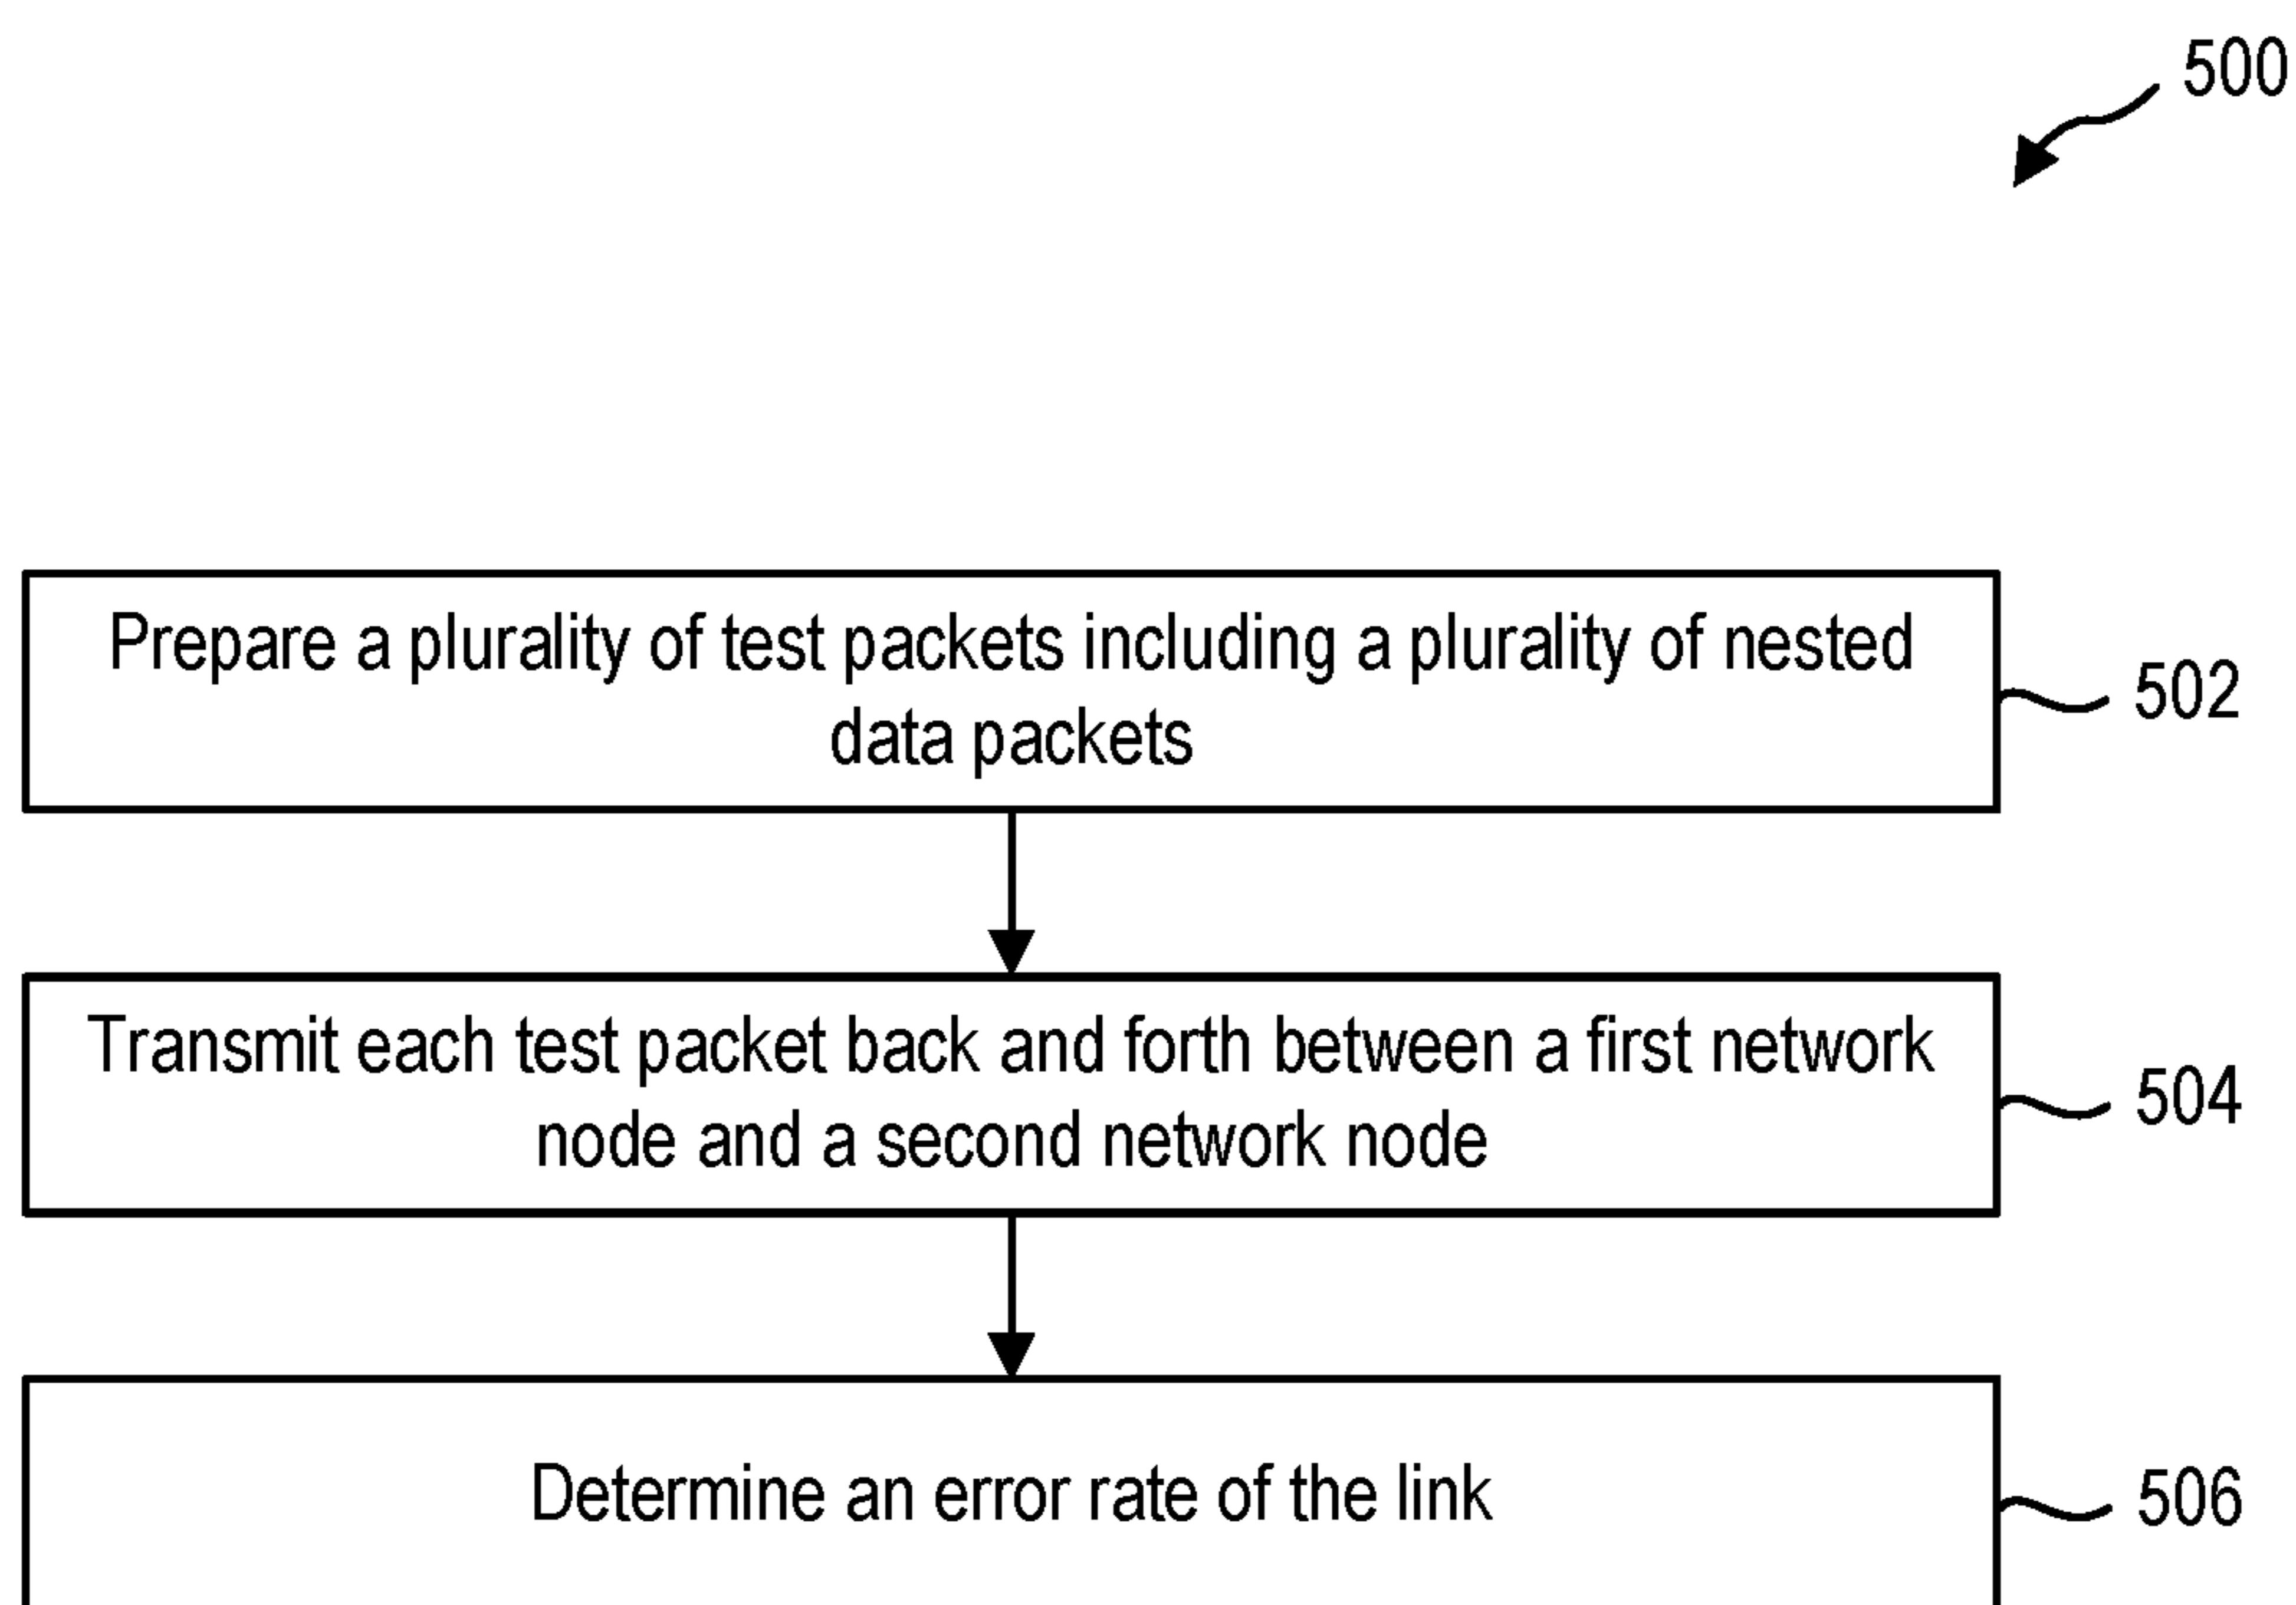 500
Prepare a plurality of test packets including a plurality of nested
data packets
502
Transmit each test packet back and forth between a first network
node and a second network node
504
Determine an error rate of the link
506